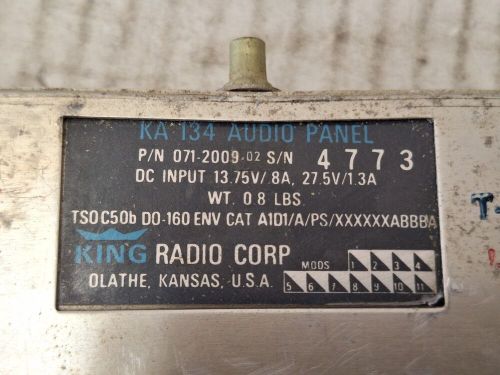 KA 134 AUDIO PANEL
P/N 071-2009-02 S/N 4773
DC INPUT 13.75V/.8A, 27.5V/1.3A
WT. 0.8 LBS.
TSO C50b DO-160 ENV CAT A1D1/A/PS/XXXXXXABBBA
KING RADIO CORP
OLATHE, KANSAS, U.S.A.
MODS 1 2 3 4
5 6 7 8 9 10 11
T